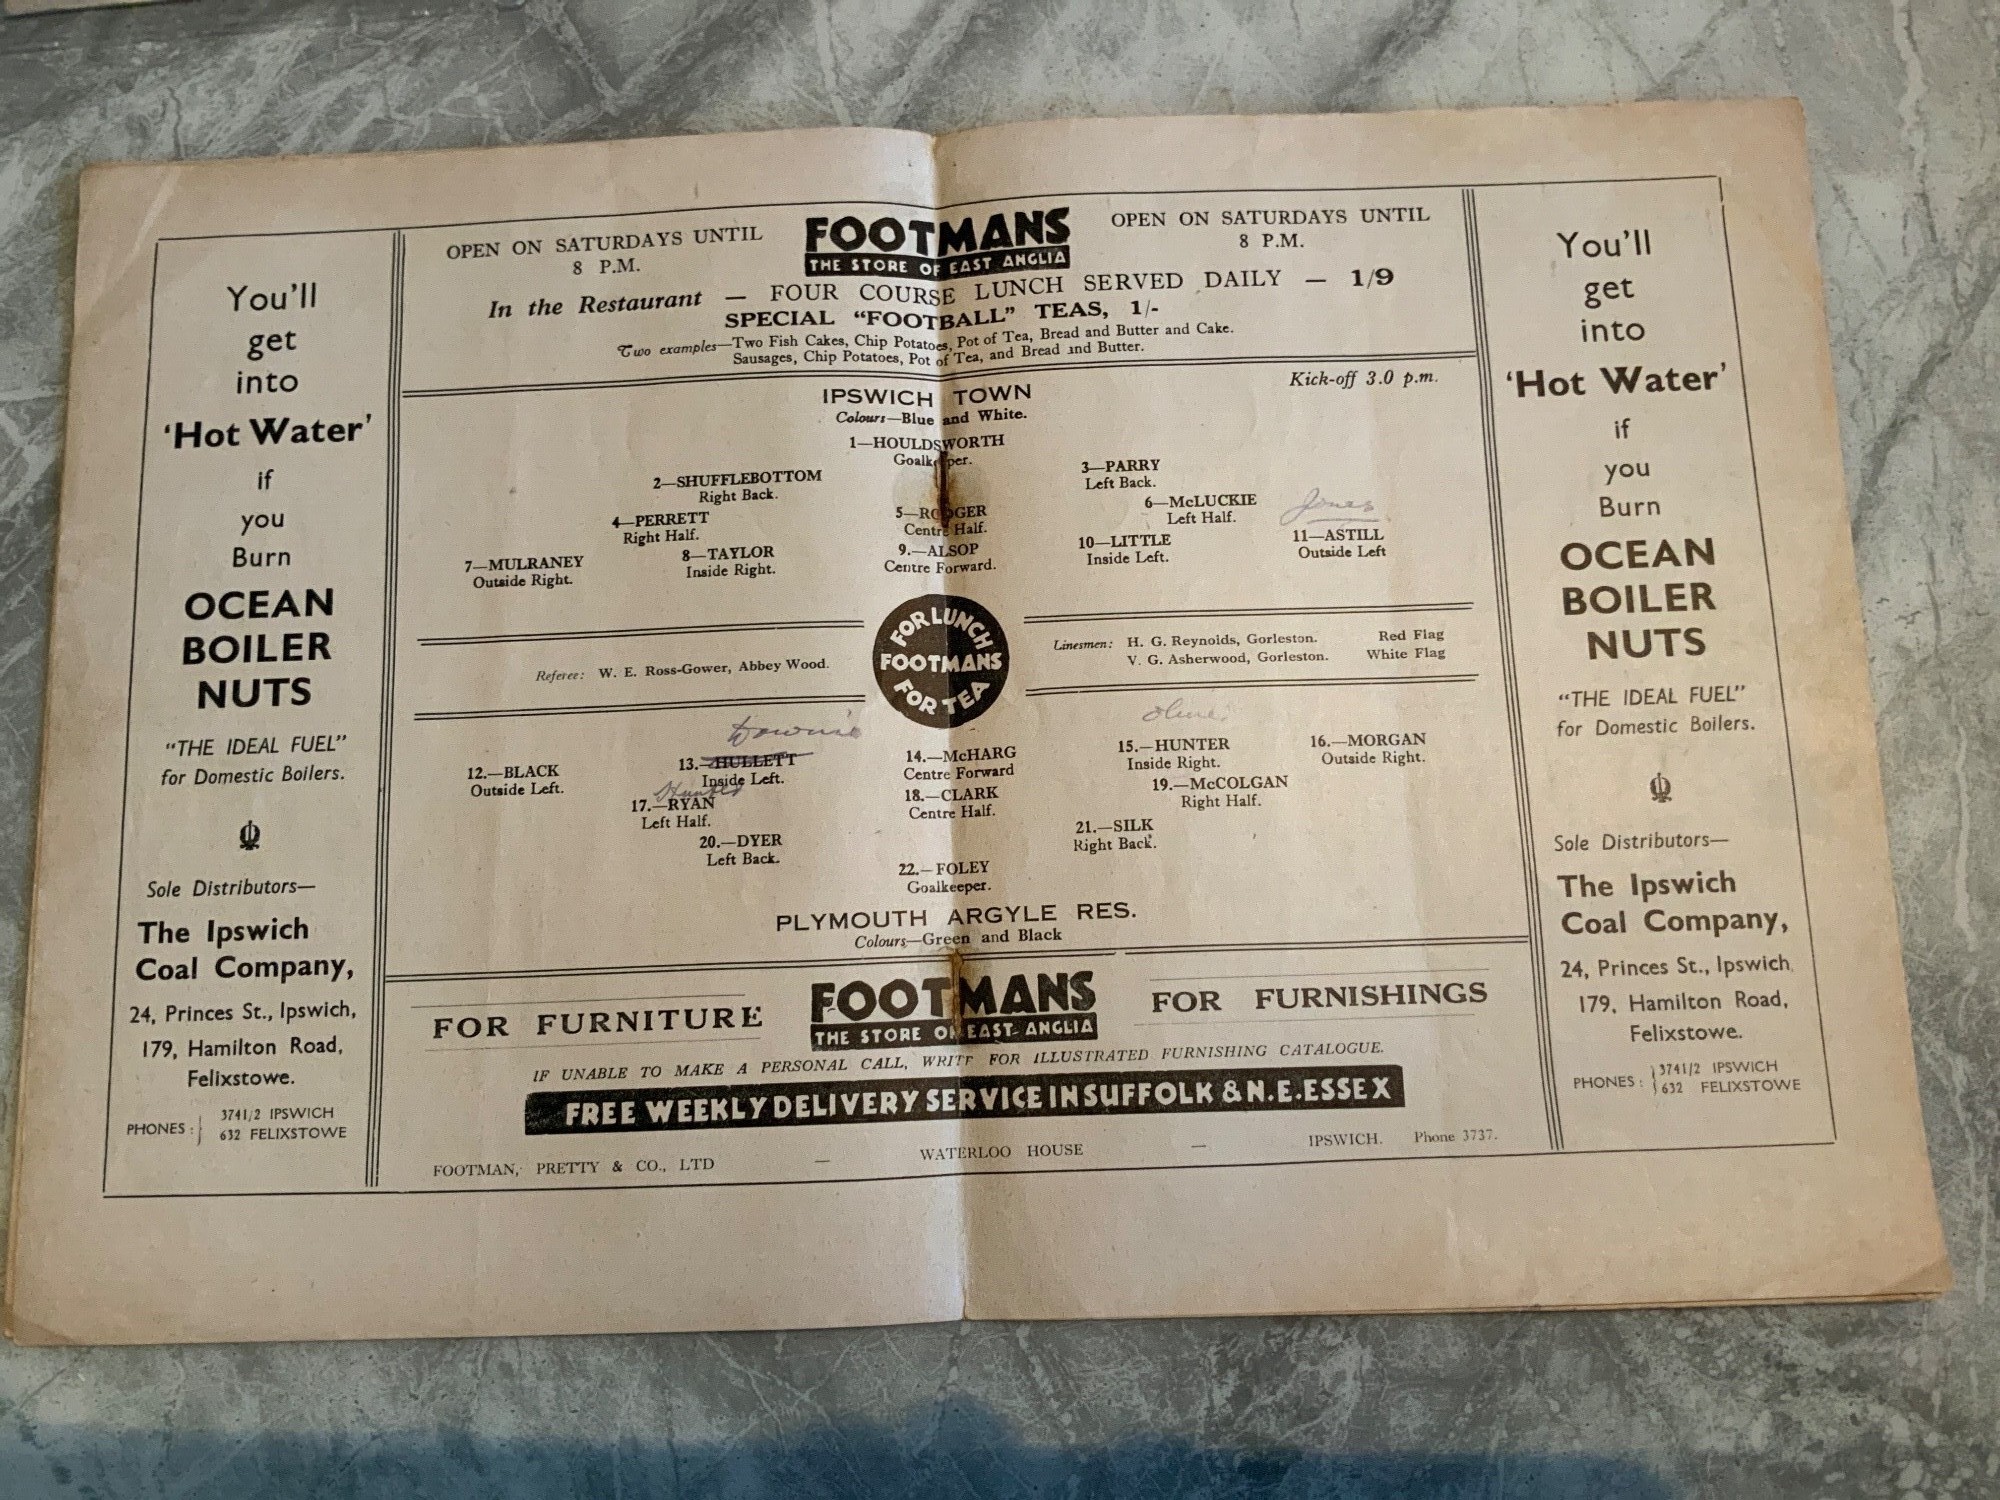 You'll
get
into
'Hot Water'
if
you
Burn
OCEAN
BOILER
NUTS
"THE IDEAL FUEL"
for Domestic Boilers.
Sole Distributors—
The Ipswich
Coal Company,
24, Princes St., Ipswich,
179, Hamilton Road,
Felixstowe.
PHONES: 3741/2 IPSWICH
632 FELIXSTOWE
OPEN ON SATURDAYS UNTIL
8 P.M.
FOOTMANS
THE STORE OF EAST ANGLIA
OPEN ON SATURDAYS UNTIL
8 P.M.
In the Restaurant — FOUR COURSE LUNCH SERVED DAILY — 1/9
SPECIAL "FOOTBALL" TEAS, 1/-
Two examples—Two Fish Cakes, Chip Potatoes, Pot of Tea, Bread and Butter and Cake.
Sausages, Chip Potatoes, Pot of Tea, and Bread and Butter.
IPSWICH TOWN
Kick-off 3.0 p.m.
Colours—Blue and White.
1—HOULDSWORTH
Goalkeeper.
2—SHUFFLEBOTTOM
Right Back.
3—PARRY
Left Back.
4—PERRETT
Right Half.
5—RODGER
Centre Half.
6—McLUCKIE
Left Half.
Jones
7—MULRANEY
Outside Right.
8—TAYLOR
Inside Right.
9.—ALSOP
Centre Forward.
10—LITTLE
Inside Left.
11—ASTILL
Outside Left
Referee: W. E. Ross-Gower, Abbey Wood.
FOR LUNCH
FOOTMANS
FOR TEA
Linesmen: H. G. Reynolds, Gorleston. Red Flag
V. G. Asherwood, Gorleston. White Flag
Downie
12.—BLACK
Outside Left.
13.—HULLETT
Inside Left.
14.—McHARG
Centre Forward
15.—HUNTER
Inside Right.
16.—MORGAN
Outside Right.
Hunter
17.—RYAN
Left Half.
18.—CLARK
Centre Half.
19.—McCOLGAN
Right Half.
20.—DYER
Left Back.
21.—SILK
Right Back.
22.—FOLEY
Goalkeeper.
PLYMOUTH ARGYLE RES.
Colours—Green and Black
FOR FURNITURE
FOOTMANS
THE STORE OF EAST ANGLIA
FOR FURNISHINGS
IF UNABLE TO MAKE A PERSONAL CALL, WRITE FOR ILLUSTRATED FURNISHING CATALOGUE.
FREE WEEKLY DELIVERY SERVICE IN SUFFOLK & N.E. ESSEX
FOOTMAN, PRETTY & CO., LTD — WATERLOO HOUSE — IPSWICH. Phone 3737.
You'll
get
into
'Hot Water'
if
you
Burn
OCEAN
BOILER
NUTS
"THE IDEAL FUEL"
for Domestic Boilers.
Sole Distributors—
The Ipswich
Coal Company,
24, Princes St., Ipswich,
179, Hamilton Road,
Felixstowe.
PHONES: 3741/2 IPSWICH
632 FELIXSTOWE